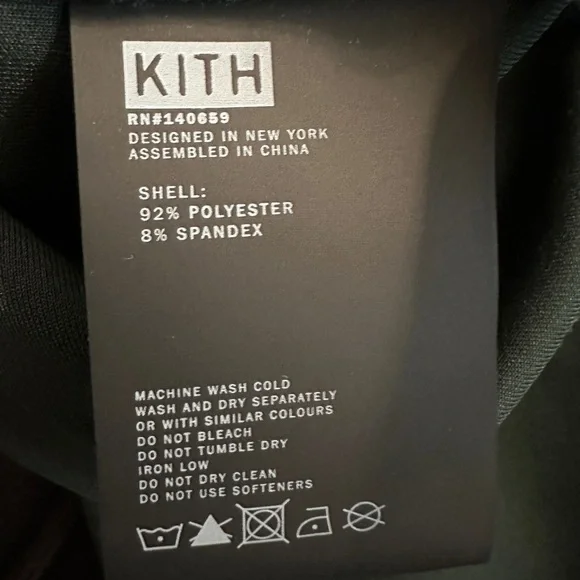 KITH
RN#140659
DESIGNED IN NEW YORK
ASSEMBLED IN CHINA
SHELL:
92% POLYESTER
8% SPANDEX
MACHINE WASH COLD
WASH AND DRY SEPARATELY
OR WITH SIMILAR COLOURS
DO NOT BLEACH
DO NOT TUMBLE DRY
IRON LOW
DO NOT DRY CLEAN
DO NOT USE SOFTENERS